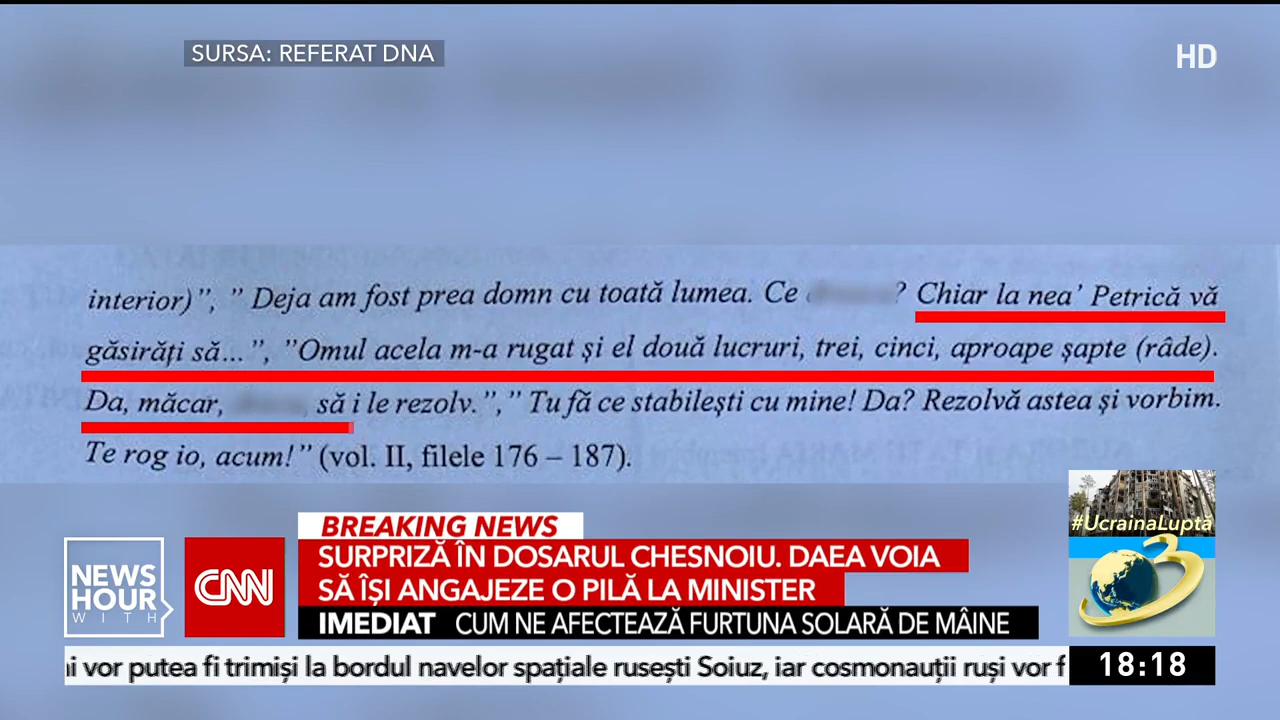 SURSA: REFERAT DNA
HD
interior)”, ” Deja am fost prea domn cu toată lumea. Ce ? Chiar la nea’ Petrică vă
găsirăți să...”, ”Omul acela m-a rugat și el două lucruri, trei, cinci, aproape șapte (râde).
Da, măcar, să i le rezolv.”,” Tu fă ce stabilești cu mine! Da? Rezolvă astea și vorbim.
Te rog io, acum!” (vol. II, filele 176 – 187).
#UcrainaLuptă
3
BREAKING NEWS
SURPRIZĂ ÎN DOSARUL CHESNOIU. DAEA VOIA
SĂ ÎȘI ANGAJEZE O PILĂ LA MINISTER
NEWS
HOUR
WITH
CNN
IMEDIAT CUM NE AFECTEAZĂ FURTUNA SOLARĂ DE MÂINE
vor putea fi trimiși la bordul navelor spațiale rusești Soiuz, iar cosmonauții ruși vor f
18:18